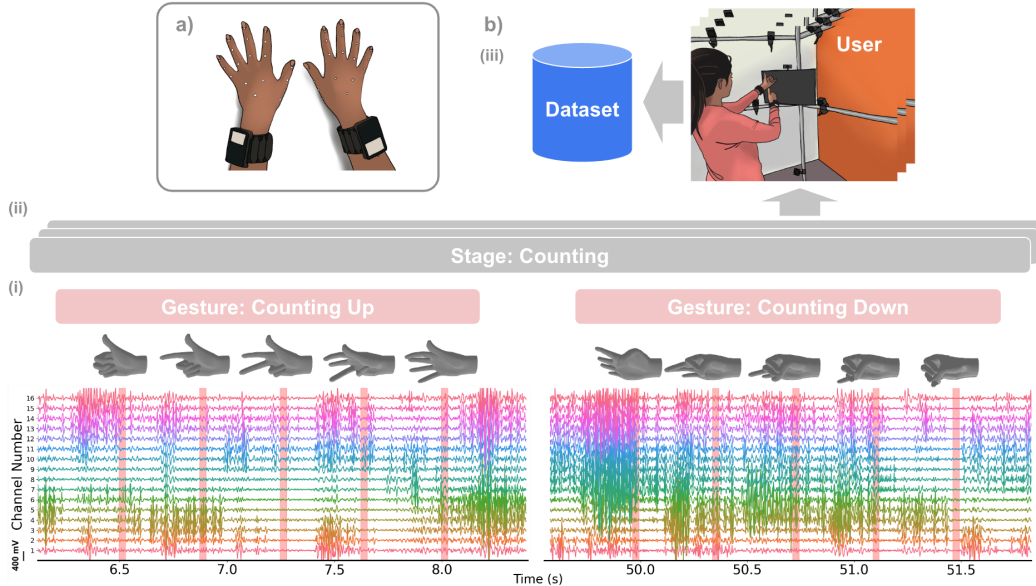 a)
b)
(iii)
User
Dataset
(ii)
Stage: Counting
(i)
Gesture: Counting Up
Gesture: Counting Down
Channel Number
16
15
14
13
12
11
10
9
8
7
6
5
4
3
2
1
400 mV
6.5 7.0 7.5 8.0 50.0 50.5 51.0 51.5
Time (s)